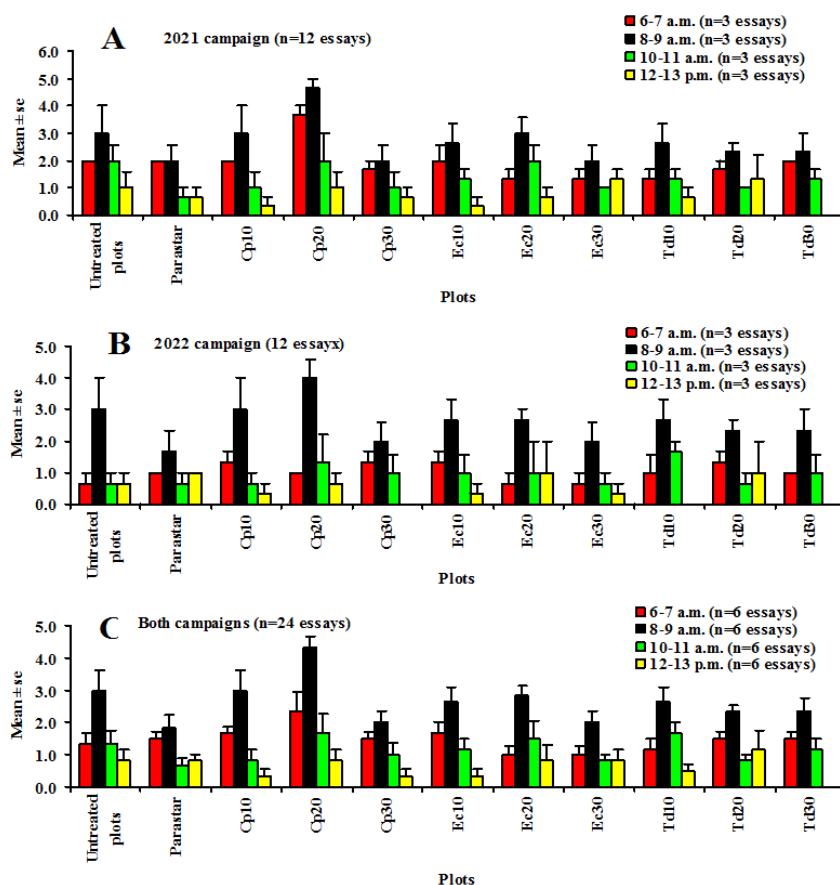 A
2021 campaign (n=12 essays)
6-7 a.m. (n=3 essays)
8-9 a.m. (n=3 essays)
10-11 a.m. (n=3 essays)
12-13 p.m. (n=3 essays)
Mean ± se
6.0
5.0
4.0
3.0
2.0
1.0
0.0
Untreated plots
Parastar
Cp10
Cp20
Cp30
Ec10
Ec20
Ec30
Td10
Td20
Td30
Plots
B
2022 campaign (12 essayx)
6-7 a.m. (n=3 essays)
8-9 a.m. (n=3 essays)
10-11 a.m. (n=3 essays)
12-13 p.m. (n=3 essays)
Mean ± se
5.0
4.0
3.0
2.0
1.0
0.0
Untreated plots
Parastar
Cp10
Cp20
Cp30
Ec10
Ec20
Ec30
Td10
Td20
Td30
Plots
C
Both campaigns (n=24 essays)
6-7 a.m. (n=6 essays)
8-9 a.m. (n=6 essays)
10-11 a.m. (n=6 essays)
12-13 p.m. (n=6 essays)
Mean ± se
5.0
4.0
3.0
2.0
1.0
0.0
Untreated plots
Parastar
Cp10
Cp20
Cp30
Ec10
Ec20
Ec30
Td10
Td20
Td30
Plots